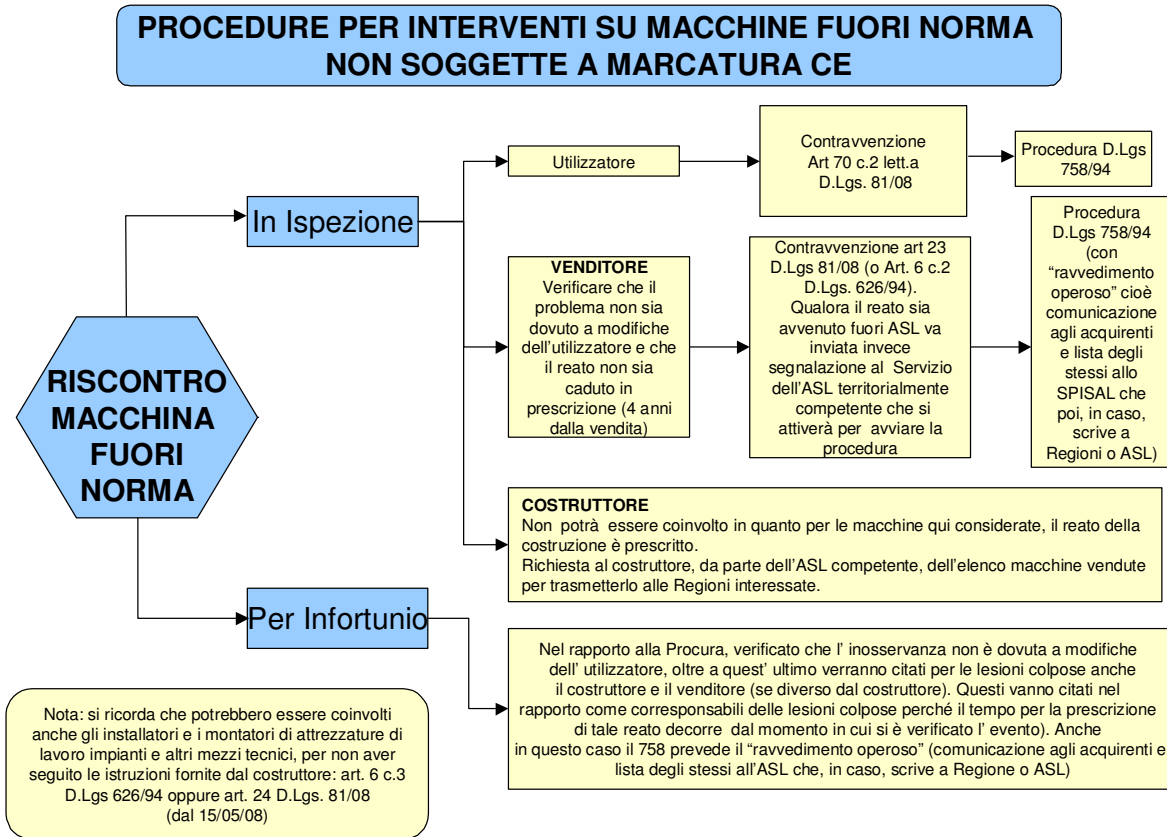 PROCEDURE PER INTERVENTI SU MACCHINE FUORI NORMA
NON SOGGETTE A MARCATURA CE
RISCONTRO
MACCHINA
FUORI
NORMA
In Ispezione
Utilizzatore
Contravvenzione
Art 70 c.2 lett.a
D.Lgs. 81/08
Procedura D.Lgs
758/94
VENDITORE
Verificare che il
problema non sia
dovuto a modifiche
dell'utilizzatore e che
il reato non sia
caduto in
prescrizione (4 anni
dalla vendita)
Contravvenzione art 23
D.Lgs 81/08 (o Art. 6 c.2
D.Lgs. 626/94).
Qualora il reato sia
avvenuto fuori ASL va
inviata invece
segnalazione al Servizio
dell'ASL territorialmente
competente che si
attiverà per avviare la
procedura
Procedura
D.Lgs 758/94
(con
“ravvedimento
operoso” cioè
comunicazione
agli acquirenti
e lista degli
stessi allo
SPISAL che
poi, in caso,
scrive a
Regioni o ASL)
COSTRUTTORE
Non potrà essere coinvolto in quanto per le macchine qui considerate, il reato della
costruzione è prescritto.
Richiesta al costruttore, da parte dell'ASL competente, dell'elenco macchine vendute
per trasmetterlo alle Regioni interessate.
Per Infortunio
Nel rapporto alla Procura, verificato che l' inosservanza non è dovuta a modifiche
dell' utilizzatore, oltre a quest' ultimo verranno citati per le lesioni colpose anche
il costruttore e il venditore (se diverso dal costruttore). Questi vanno citati nel
rapporto come corresponsabili delle lesioni colpose perché il tempo per la prescrizione
di tale reato decorre dal momento in cui si è verificato l' evento). Anche
in questo caso il 758 prevede il “ravvedimento operoso” (comunicazione agli acquirenti e
lista degli stessi all'ASL che, in caso, scrive a Regione o ASL)
Nota: si ricorda che potrebbero essere coinvolti
anche gli installatori e i montatori di attrezzature di
lavoro impianti e altri mezzi tecnici, per non aver
seguito le istruzioni fornite dal costruttore: art. 6 c.3
D.Lgs 626/94 oppure art. 24 D.Lgs. 81/08
(dal 15/05/08)